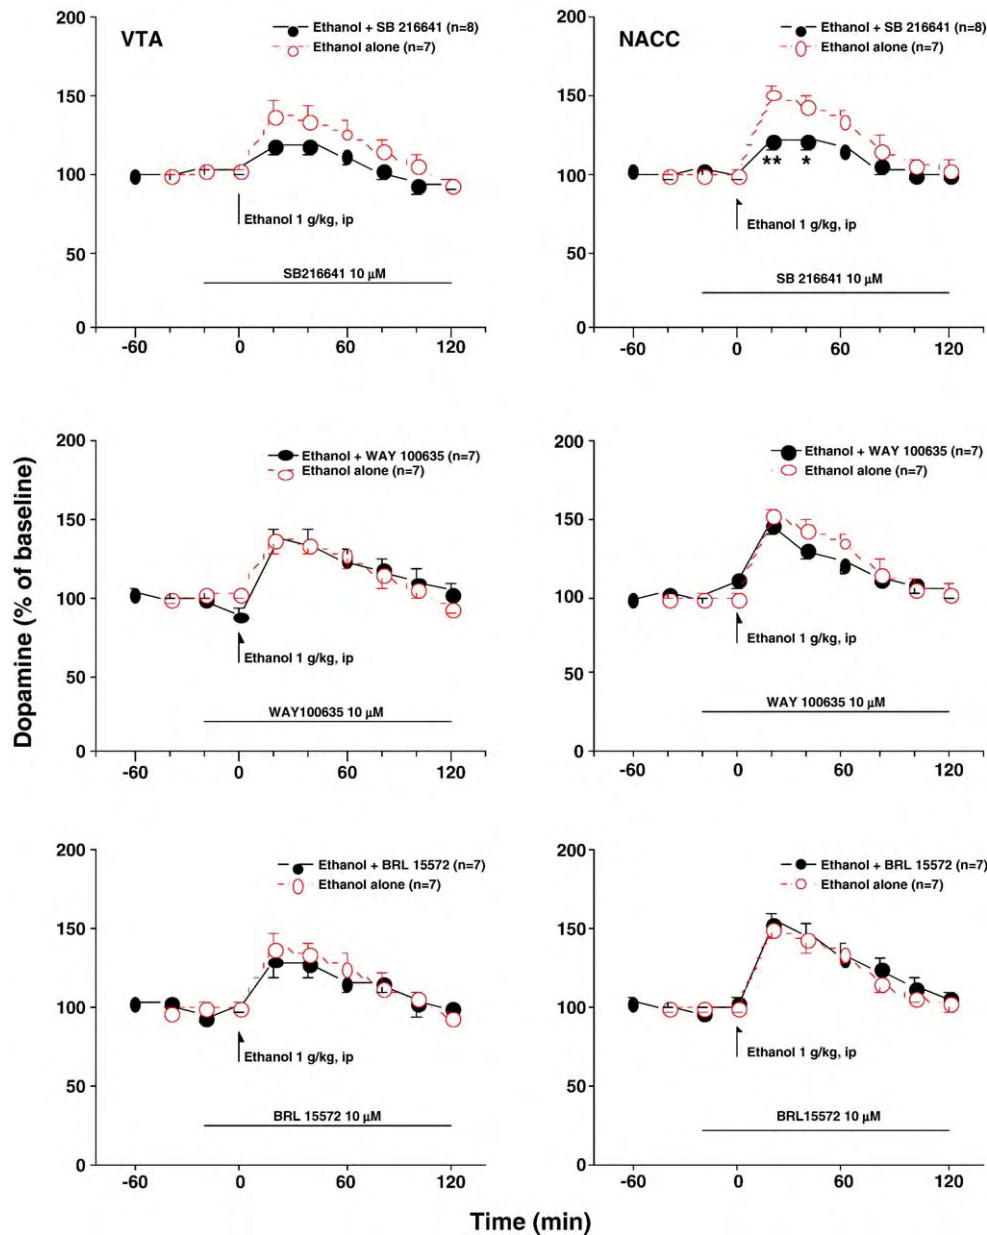 Dopamine (% of baseline)
VTA
Ethanol + SB 216641 (n=8)
Ethanol alone (n=7)
200
150
100
50
0
Ethanol 1 g/kg, ip
SB216641 10 µM
-60
0
60
120
NACC
Ethanol + SB 216641 (n=8)
Ethanol alone (n=7)
200
150
100
50
0
**
*
Ethanol 1 g/kg, ip
SB 216641 10 µM
-60
0
60
120
Ethanol + WAY 100635 (n=7)
Ethanol alone (n=7)
200
150
100
50
0
Ethanol 1 g/kg, ip
WAY100635 10 µM
-60
0
60
120
Ethanol + WAY 100635 (n=7)
Ethanol alone (n=7)
200
150
100
50
0
Ethanol 1 g/kg, ip
WAY 100635 10 µM
-60
0
60
120
Ethanol + BRL 15572 (n=7)
Ethanol alone (n=7)
200
150
100
50
0
Ethanol 1 g/kg, ip
BRL 15572 10 µM
-60
0
60
120
Ethanol + BRL 15572 (n=7)
Ethanol alone (n=7)
200
150
100
50
0
Ethanol 1 g/kg, ip
BRL15572 10 µM
-60
0
60
120
Time (min)